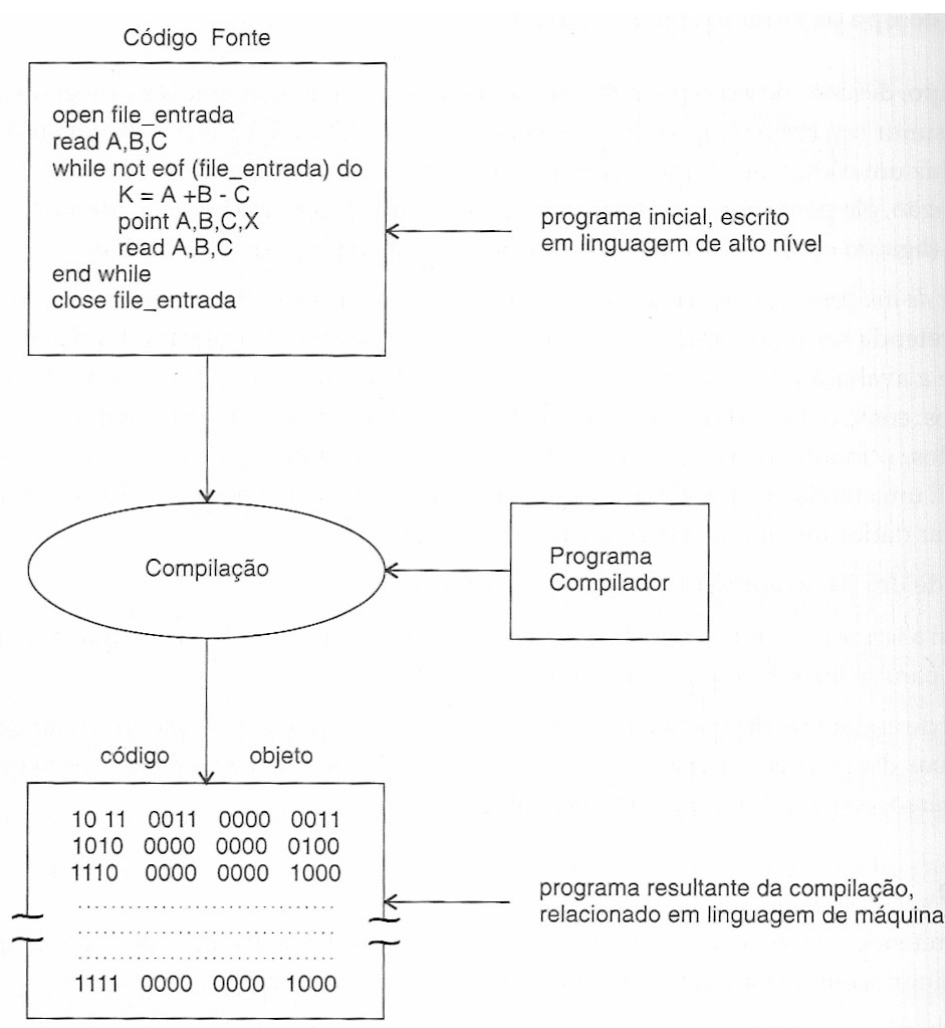 Código Fonte
open file_entrada
read A,B,C
while not eof (file_entrada) do
K = A +B - C
point A,B,C,X
read A,B,C
end while
close file_entrada
programa inicial, escrito
em linguagem de alto nível
Compilação
Programa
Compilador
código objeto
10 11 0011 0000 0011
1010 0000 0000 0100
1110 0000 0000 1000
..................
..................
..................
1111 0000 0000 1000
programa resultante da compilação,
relacionado em linguagem de máquina